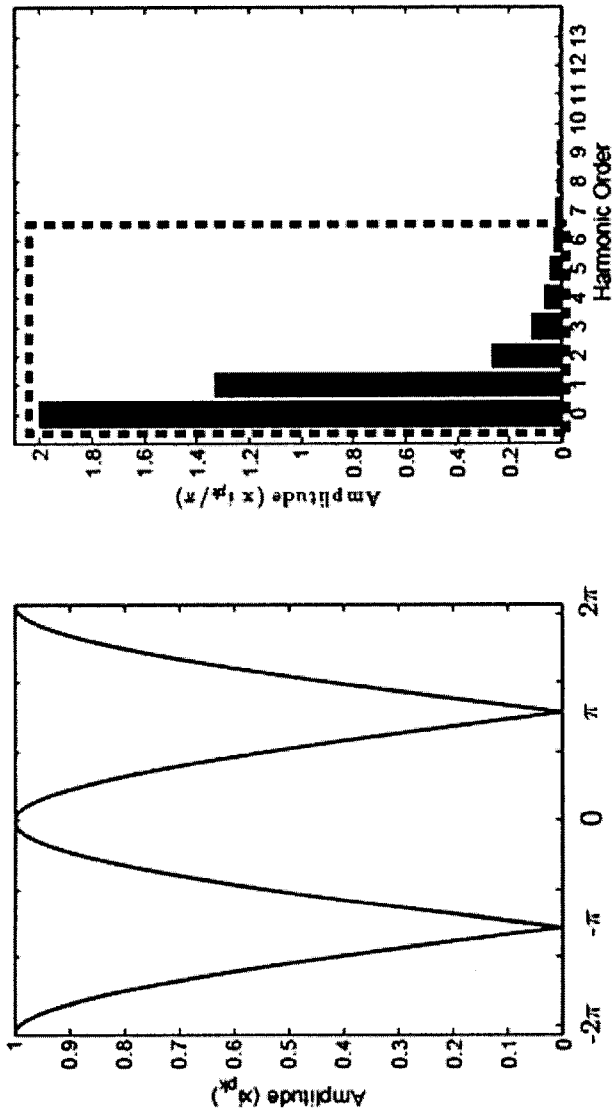 Amplitude (xi_pk)
1
0.9
0.8
0.7
0.6
0.5
0.4
0.3
0.2
0.1
0
-2π
-π
0
π
2π
Amplitude (x i_pk/π)
2
1.8
1.6
1.4
1.2
1
0.8
0.6
0.4
0.2
0
0 1 2 3 4 5 6 7 8 9 10 11 12 13
Harmonic Order